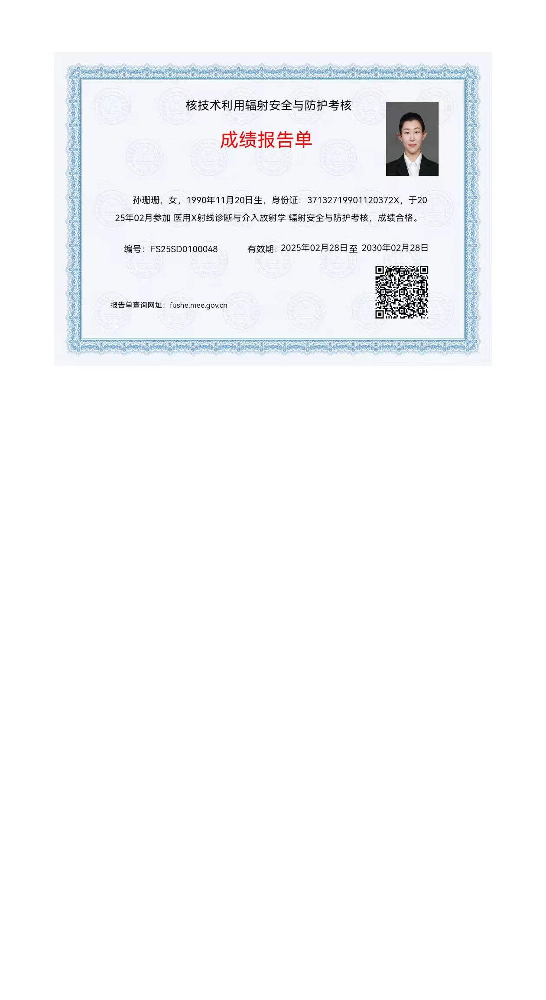 核技术利用辐射安全与防护考核
成绩报告单
孙珊珊，女，1990年11月20日生，身份证：37132719901120372X，于20
25年02月参加 医用X射线诊断与介入放射学 辐射安全与防护考核，成绩合格。
编号：FS25SD0100048 有效期：2025年02月28日至 2030年02月28日
报告单查询网址：fushe.mee.gov.cn